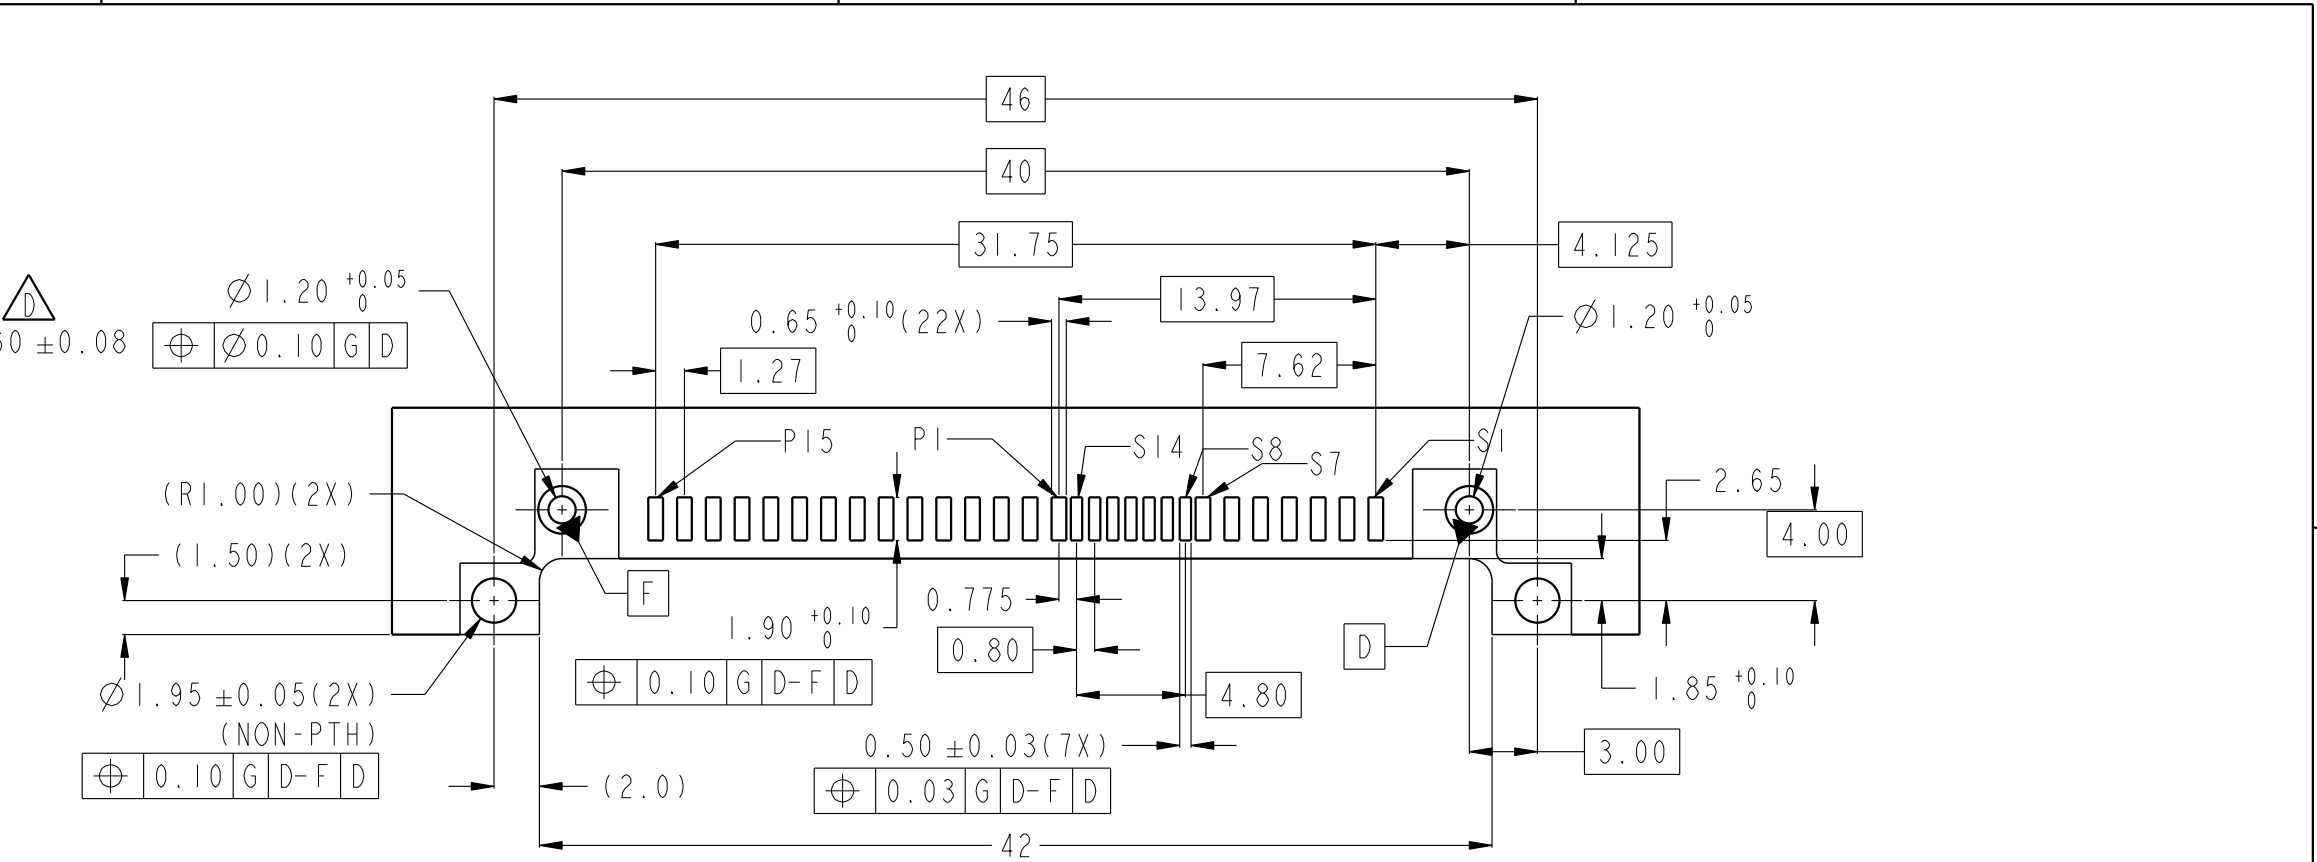 46
40
31.75
4.125
13.97
D
Ø1.20 +0.05 0
⌖ Ø0.10 G D
±0.08
0.65 +0.10 0 (22X)
Ø1.20 +0.05 0
1.27
7.62
P15
P1
S14
S8
S7
S1
(R1.00)(2X)
2.65
4.00
(1.50)(2X)
F
0.775
1.90 +0.10 0
⌖ 0.10 G D-F D
0.80
D
4.80
1.85 +0.10 0
Ø1.95 ±0.05(2X)
(NON-PTH)
⌖ 0.10 G D-F D
(2.0)
0.50 ±0.03(7X)
⌖ 0.03 G D-F D
3.00
42